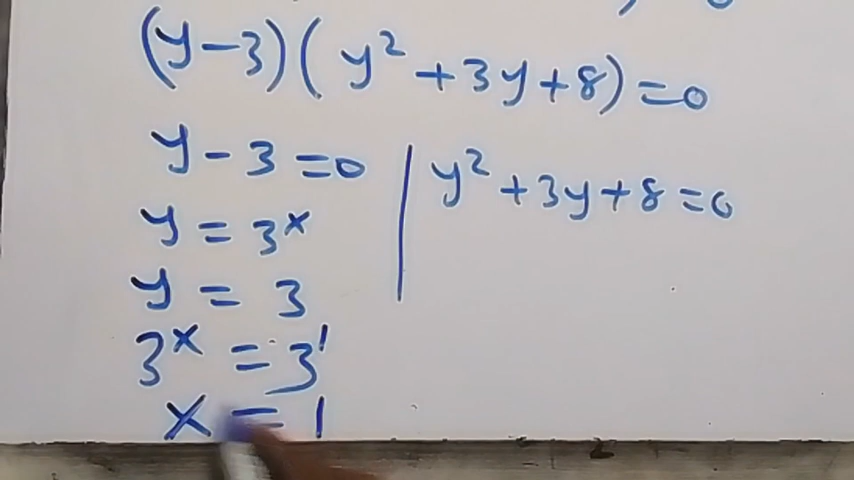 (y-3)(y²+3y+8)=0
y-3=0 | y²+3y+8=0
y=3ˣ
y=3
3ˣ=3¹
x=1